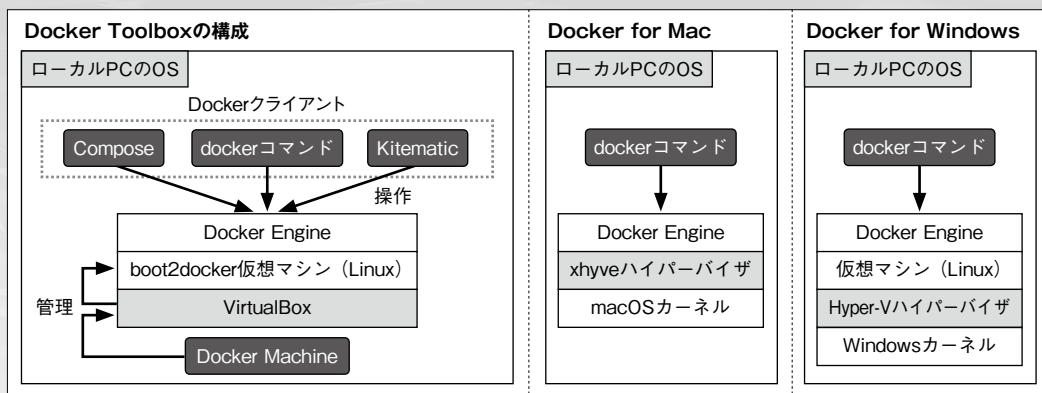 Docker Toolboxの構成
ローカルPCのOS
Dockerクライアント
Compose
dockerコマンド
Kitematic
操作
Docker Engine
boot2docker仮想マシン（Linux）
VirtualBox
管理
Docker Machine
Docker for Mac
ローカルPCのOS
dockerコマンド
Docker Engine
xhyveハイパーバイザ
macOSカーネル
Docker for Windows
ローカルPCのOS
dockerコマンド
Docker Engine
仮想マシン（Linux）
Hyper-Vハイパーバイザ
Windowsカーネル